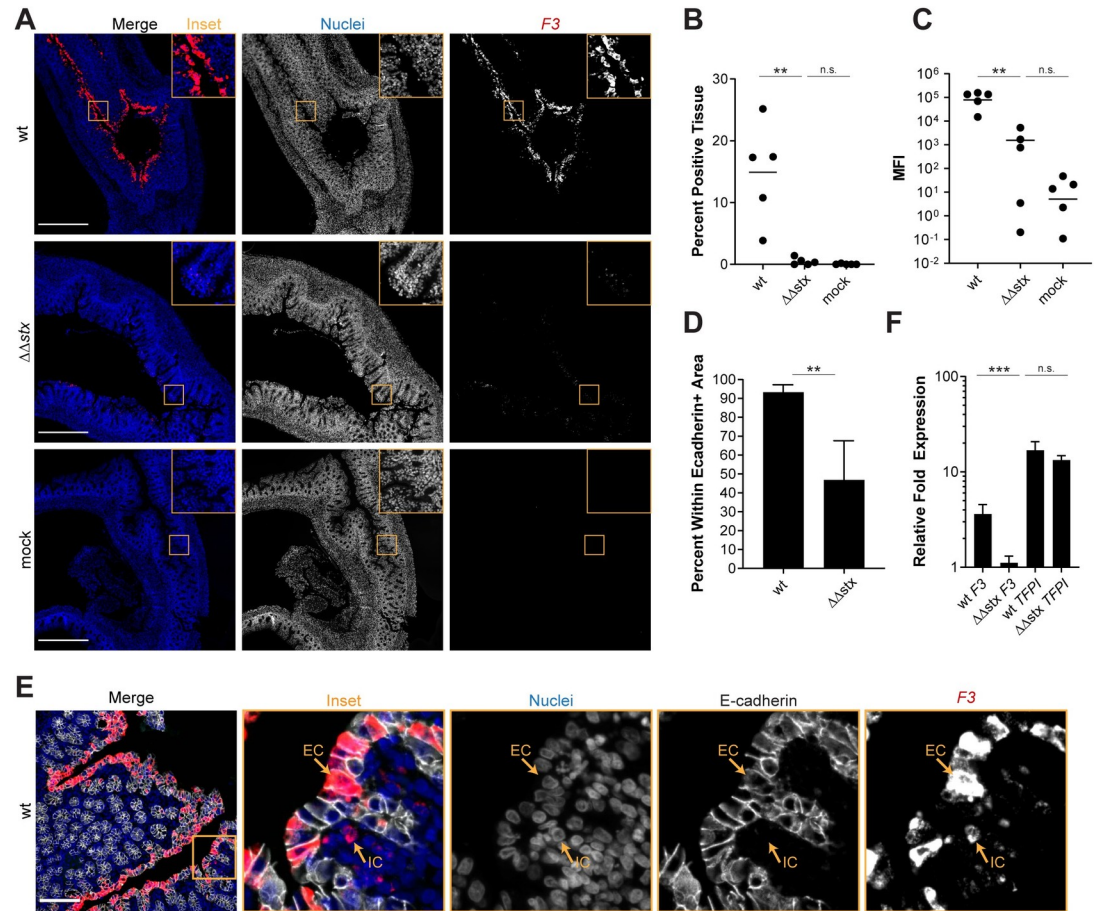 A
Merge
Inset
Nuclei
F3
wt
ΔΔstx
mock
B
Percent Positive Tissue
30
20
10
0
**
n.s.
wt
ΔΔstx
mock
C
MFI
10^6
10^5
10^4
10^3
10^2
10^1
10^0
10^-1
10^-2
**
n.s.
wt
ΔΔstx
mock
D
Percent Within Ecadherin+ Area
100
90
80
70
60
50
40
30
20
10
0
**
wt
ΔΔstx
F
Relative Fold Expression
100
10
1
***
n.s.
wt F3
ΔΔstx F3
wt TFPI
ΔΔstx TFPI
E
Merge
Inset
Nuclei
E-cadherin
F3
wt
EC
IC
EC
IC
EC
IC
EC
IC